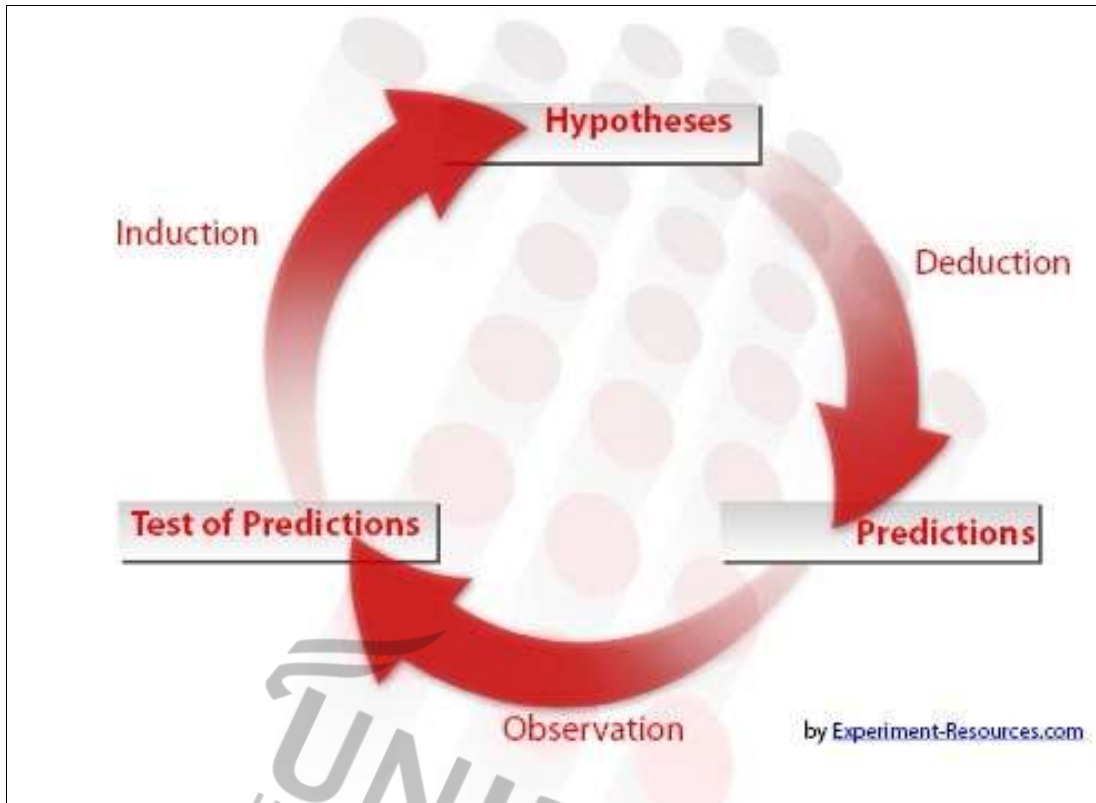 Hypotheses
Induction
Deduction
Test of Predictions
Predictions
Observation
by Experiment-Resources.com